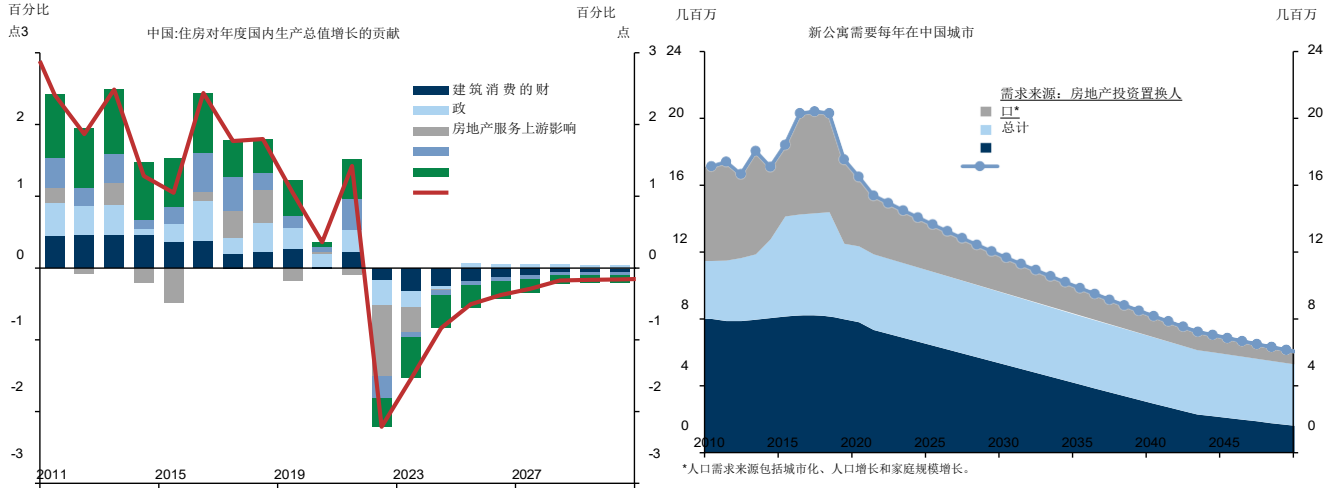 百分比
点3
中国:住房对年度国内生产总值增长的贡献
百分比
点
3
2
2
1
1
0
0
-1
-1
-2
-2
-3
-3
建筑消费的财
政
房地产服务上游影响
2011
2015
2019
2023
2027
几百万
新公寓需要每年在中国城市
几百万
24
24
20
20
16
16
12
12
8
8
4
4
0
0
需求来源：房地产投资置换人
口*
总计
2010
2015
2020
2025
2030
2035
2040
2045
*人口需求来源包括城市化、人口增长和家庭规模增长。